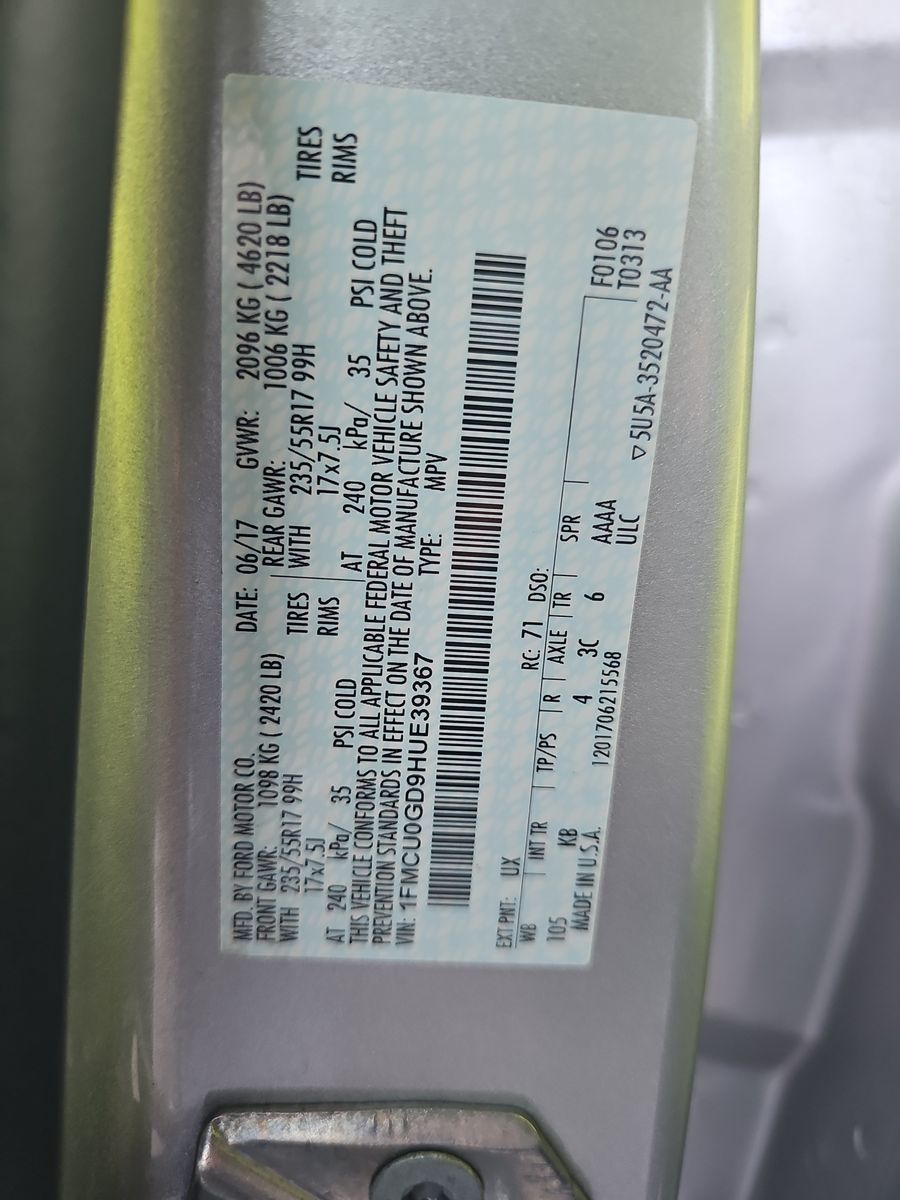 MFD. BY FORD MOTOR CO.
DATE: 06/17 GVWR: 2096 KG ( 4620 LB)
FRONT GAWR: 1098 KG ( 2420 LB)
REAR GAWR: 1006 KG ( 2218 LB)
WITH 235/55R17 99H TIRES
WITH 235/55R17 99H TIRES
17x7.5J RIMS
17x7.5J RIMS
AT 240 kPa/ 35 PSI COLD
AT 240 kPa/ 35 PSI COLD
THIS VEHICLE CONFORMS TO ALL APPLICABLE FEDERAL MOTOR VEHICLE SAFETY AND THEFT
PREVENTION STANDARDS IN EFFECT ON THE DATE OF MANUFACTURE SHOWN ABOVE.
VIN: 1FMCU0GD9HUE39367 TYPE: MPV
EXT PNT: UX RC: 71 DSO:
WB INT TR TP/PS R AXLE TR SPR
105 KB 4 3C 6 AAAA F0106
MADE IN U.S.A. 1201706215568 ULC T0313
▽5U5A-3520472-AA